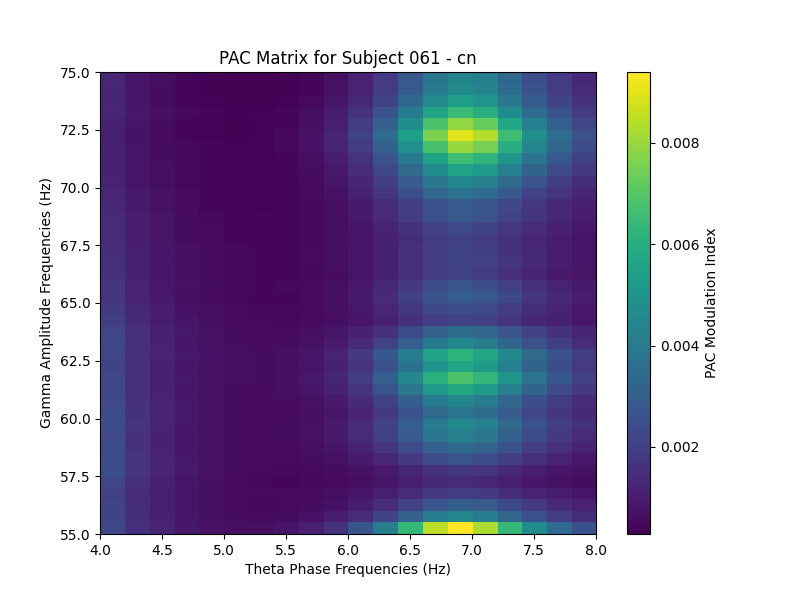 PAC Matrix for Subject 061 - cn
75.0
72.5
70.0
67.5
65.0
62.5
60.0
57.5
55.0
Gamma Amplitude Frequencies (Hz)
4.0 4.5 5.0 5.5 6.0 6.5 7.0 7.5 8.0
Theta Phase Frequencies (Hz)
0.008
0.006
0.004
0.002
PAC Modulation Index